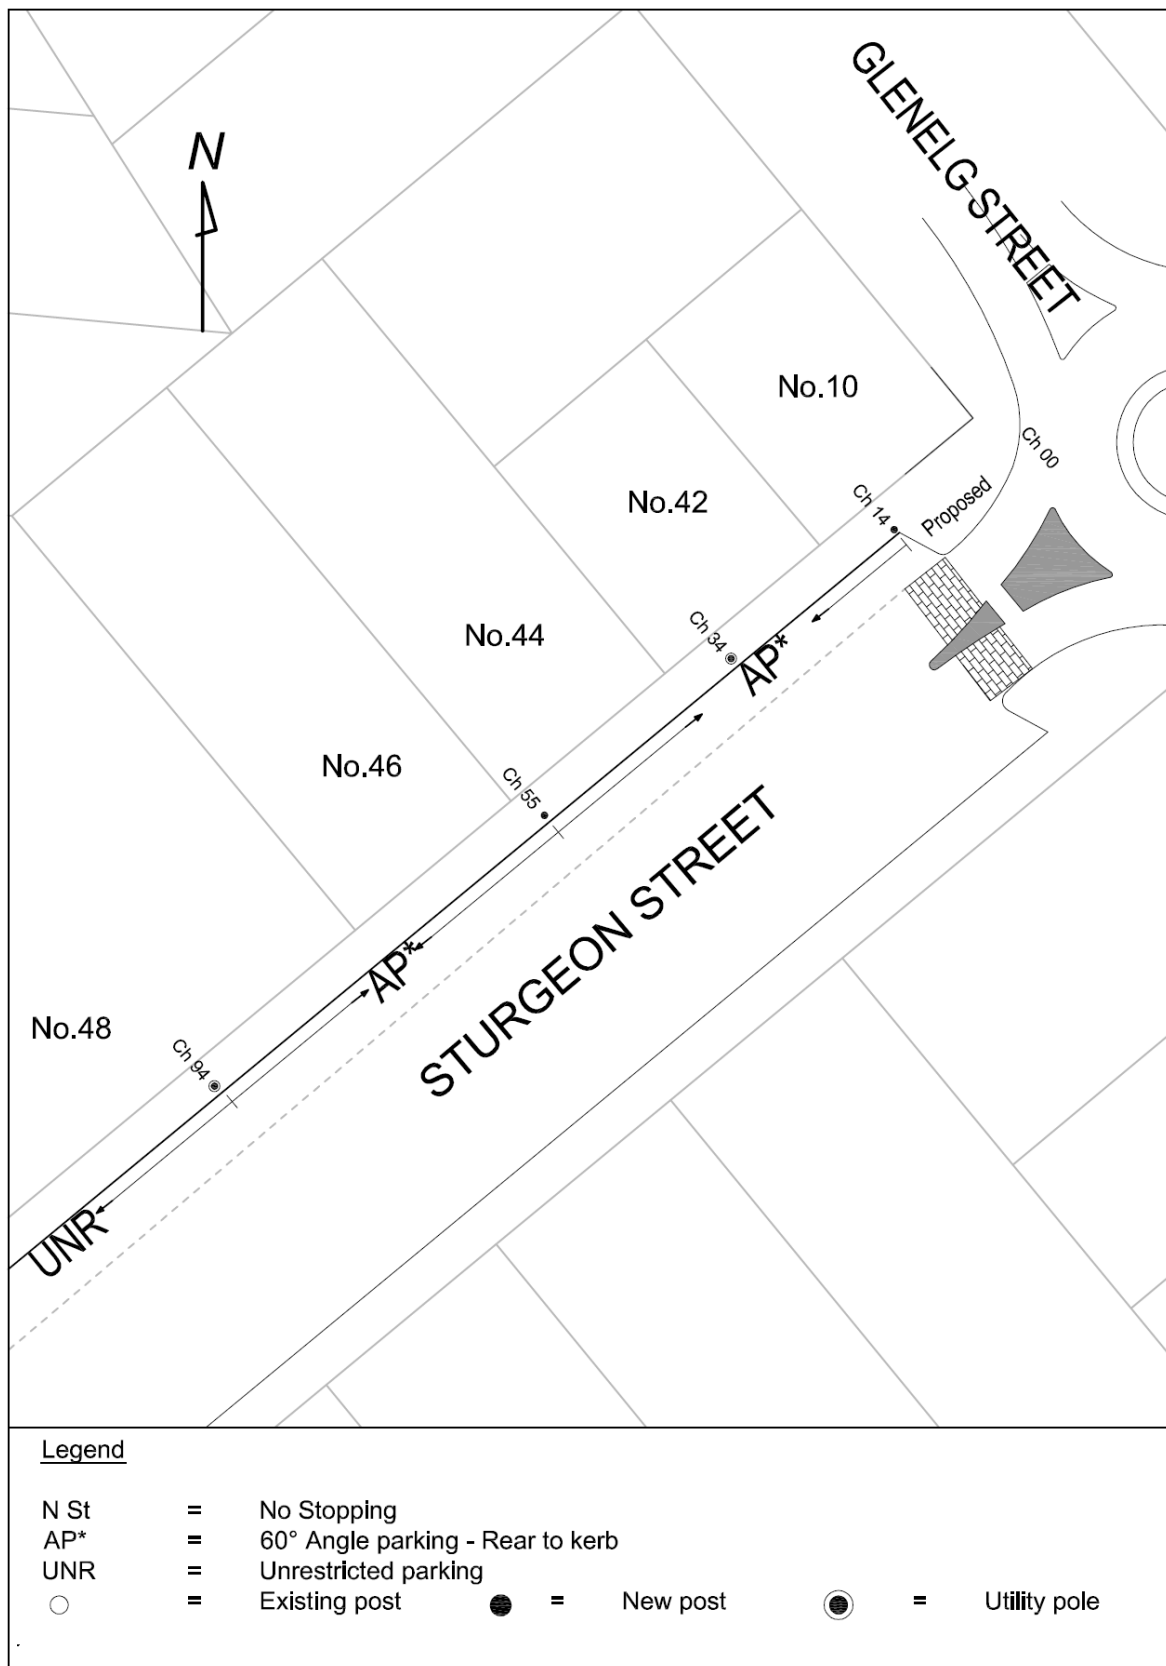 N
GLENELG STREET
No.10
Ch 00
No.42
Ch 14
Proposed
No.44
Ch 34
AP*
No.46
Ch 55
STURGEON STREET
AP*
No.48
Ch 94
UNR
Legend
N St = No Stopping
AP* = 60° Angle parking - Rear to kerb
UNR = Unrestricted parking
= Existing post = New post = Utility pole